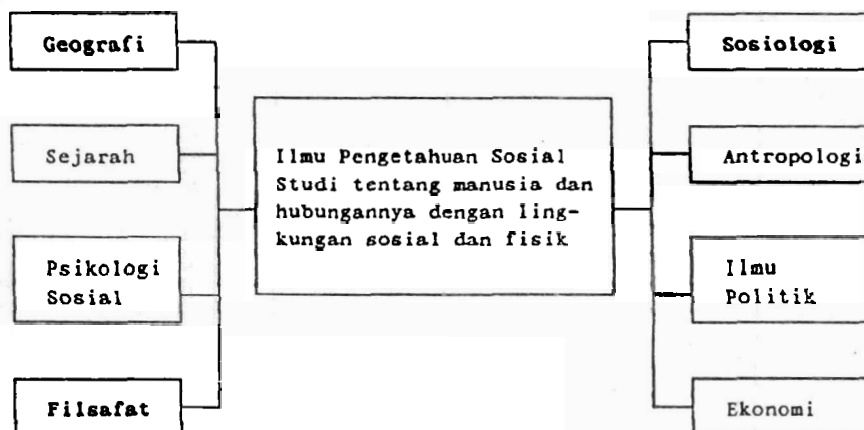 Geografi
Sejarah
Psikologi
Sosial
Filsafat
Ilmu Pengetahuan Sosial
Studi tentang manusia dan
hubungannya dengan ling-
kungan sosial dan fisik
Sosiologi
Antropologi
Ilmu
Politik
Ekonomi